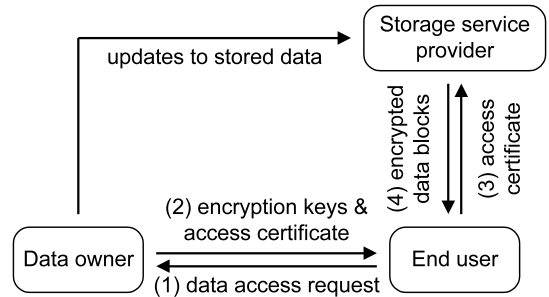 Storage service
provider
updates to stored data
(4) encrypted
data blocks
(3) access
certificate
(2) encryption keys &
access certificate
Data owner
End user
(1) data access request